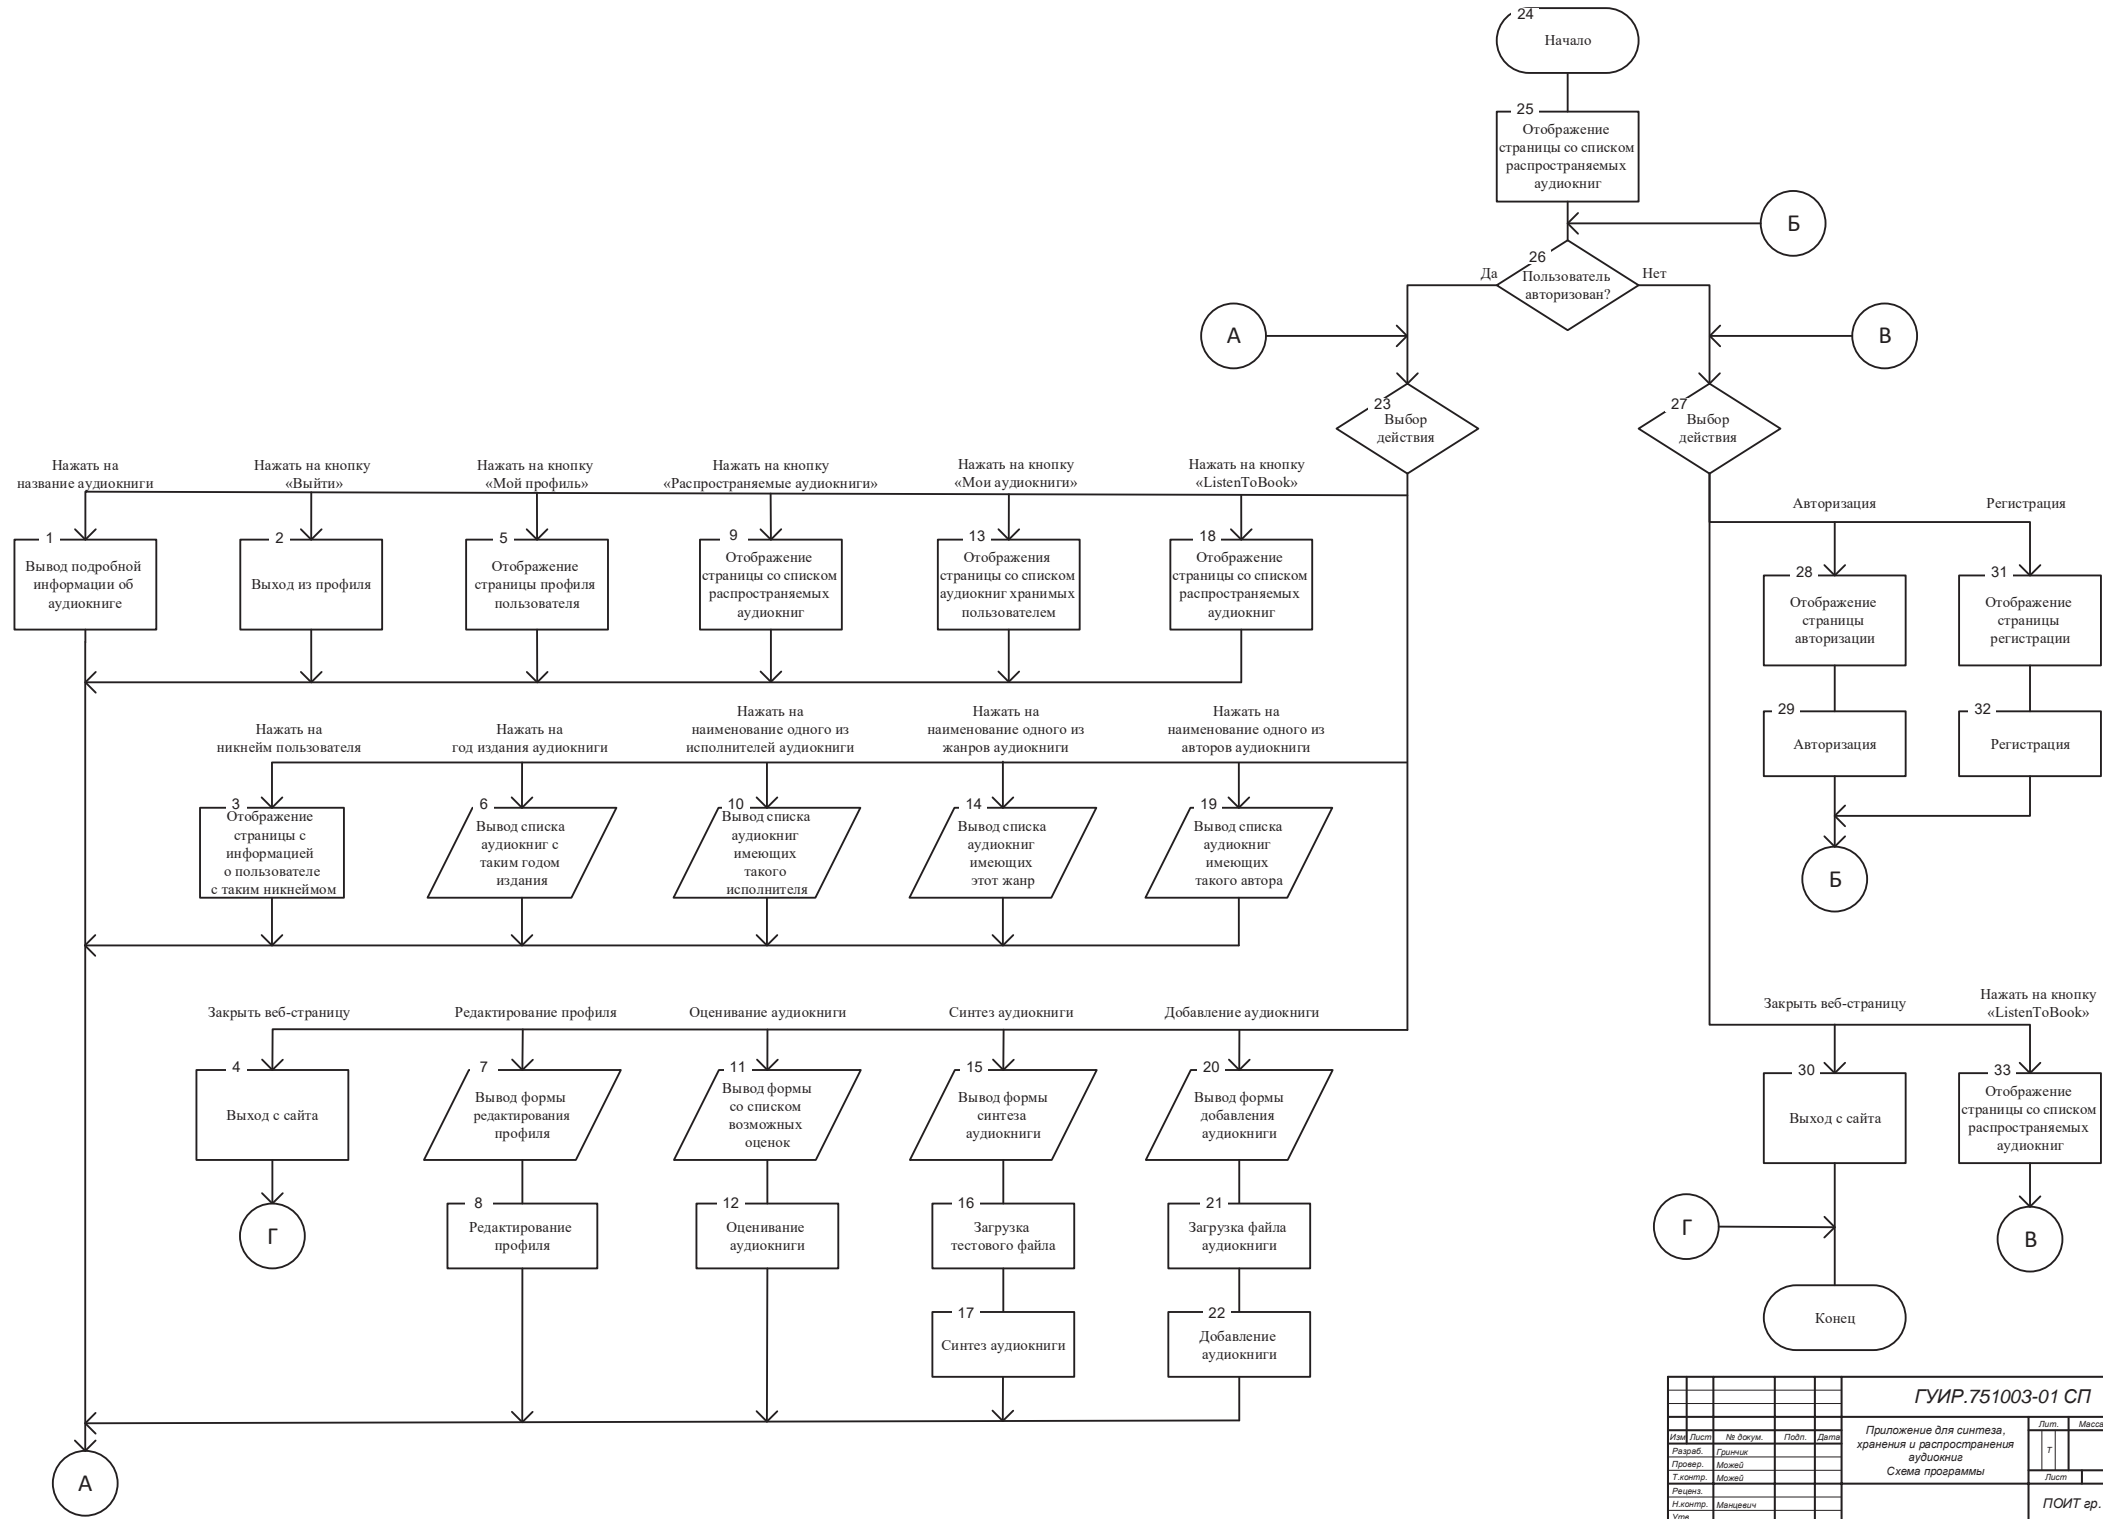 24
Начало
25
Отображение
страницы со списком
распространяемых
аудиокниг
Б
26
Да
Пользователь
авторизован?
Нет
А
В
23
Выбор
действия
27
Выбор
действия
Нажать на
название аудиокниги
Нажать на кнопку
«Выйти»
Нажать на кнопку
«Мой профиль»
Нажать на кнопку
«Распространяемые аудиокниги»
Нажать на кнопку
«Мои аудиокниги»
Нажать на кнопку
«ListenToBook»
1
Вывод подробной
информации об
аудиокниге
2
Выход из профиля
5
Отображение
страницы профиля
пользователя
9
Отображение
страницы со списком
распространяемых
аудиокниг
13
Отображения
страницы со списком
аудиокниг хранимых
пользователем
18
Отображение
страницы со списком
распространяемых
аудиокниг
Авторизация
Регистрация
28
Отображение
страницы
авторизации
31
Отображение
страницы
регистрации
29
Авторизация
32
Регистрация
Б
Нажать на
никнейм пользователя
Нажать на
год издания аудиокниги
Нажать на
наименование одного из
исполнителей аудиокниги
Нажать на
наименование одного из
жанров аудиокниги
Нажать на
наименование одного из
авторов аудиокниги
3
Отображение
страницы с
информацией
о пользователе
с таким никнеймом
6
Вывод списка
аудиокниг с
таким годом
издания
10
Вывод списка
аудиокниг
имеющих
такого
исполнителя
14
Вывод списка
аудиокниг
имеющих
этот жанр
19
Вывод списка
аудиокниг
имеющих
такого автора
Закрыть веб-страницу
Редактирование профиля
Оценивание аудиокниги
Синтез аудиокниги
Добавление аудиокниги
Закрыть веб-страницу
Нажать на кнопку
«ListenToBook»
4
Выход с сайта
Г
7
Вывод формы
редактирования
профиля
8
Редактирование
профиля
11
Вывод формы
со списком
возможных
оценок
12
Оценивание
аудиокниги
15
Вывод формы
синтеза
аудиокниги
16
Загрузка
тестового файла
17
Синтез аудиокниги
20
Вывод формы
добавления
аудиокниги
21
Загрузка файла
аудиокниги
22
Добавление
аудиокниги
30
Выход с сайта
33
Отображение
страницы со списком
распространяемых
аудиокниг
Г
В
Конец
А
ГУИР.751003-01 СП
Приложение для синтеза,
хранения и распространения
аудиокниг
Схема программы
Лит. Масса
Т
Лист
Изм Лист № докум. Подп. Дата
Разраб. Гринчик
Провер. Можей
Т.контр. Можей
Реценз.
Н.контр. Манцевич
Утв.
ПОИТ гр.